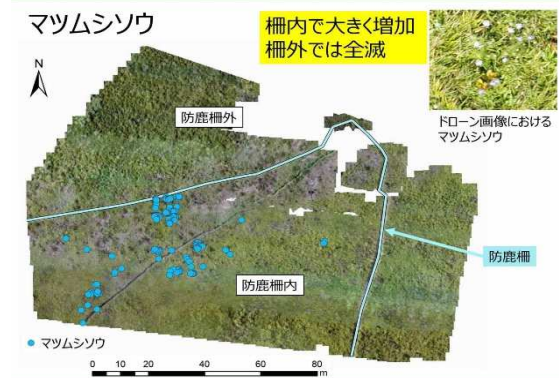 マツムシソウ
柵内で大きく増加
柵外では全滅
ドローン画像における
マツムシソウ
N
防鹿柵外
防鹿柵
防鹿柵内
マツムシソウ
0 10 20 40 60 80
m